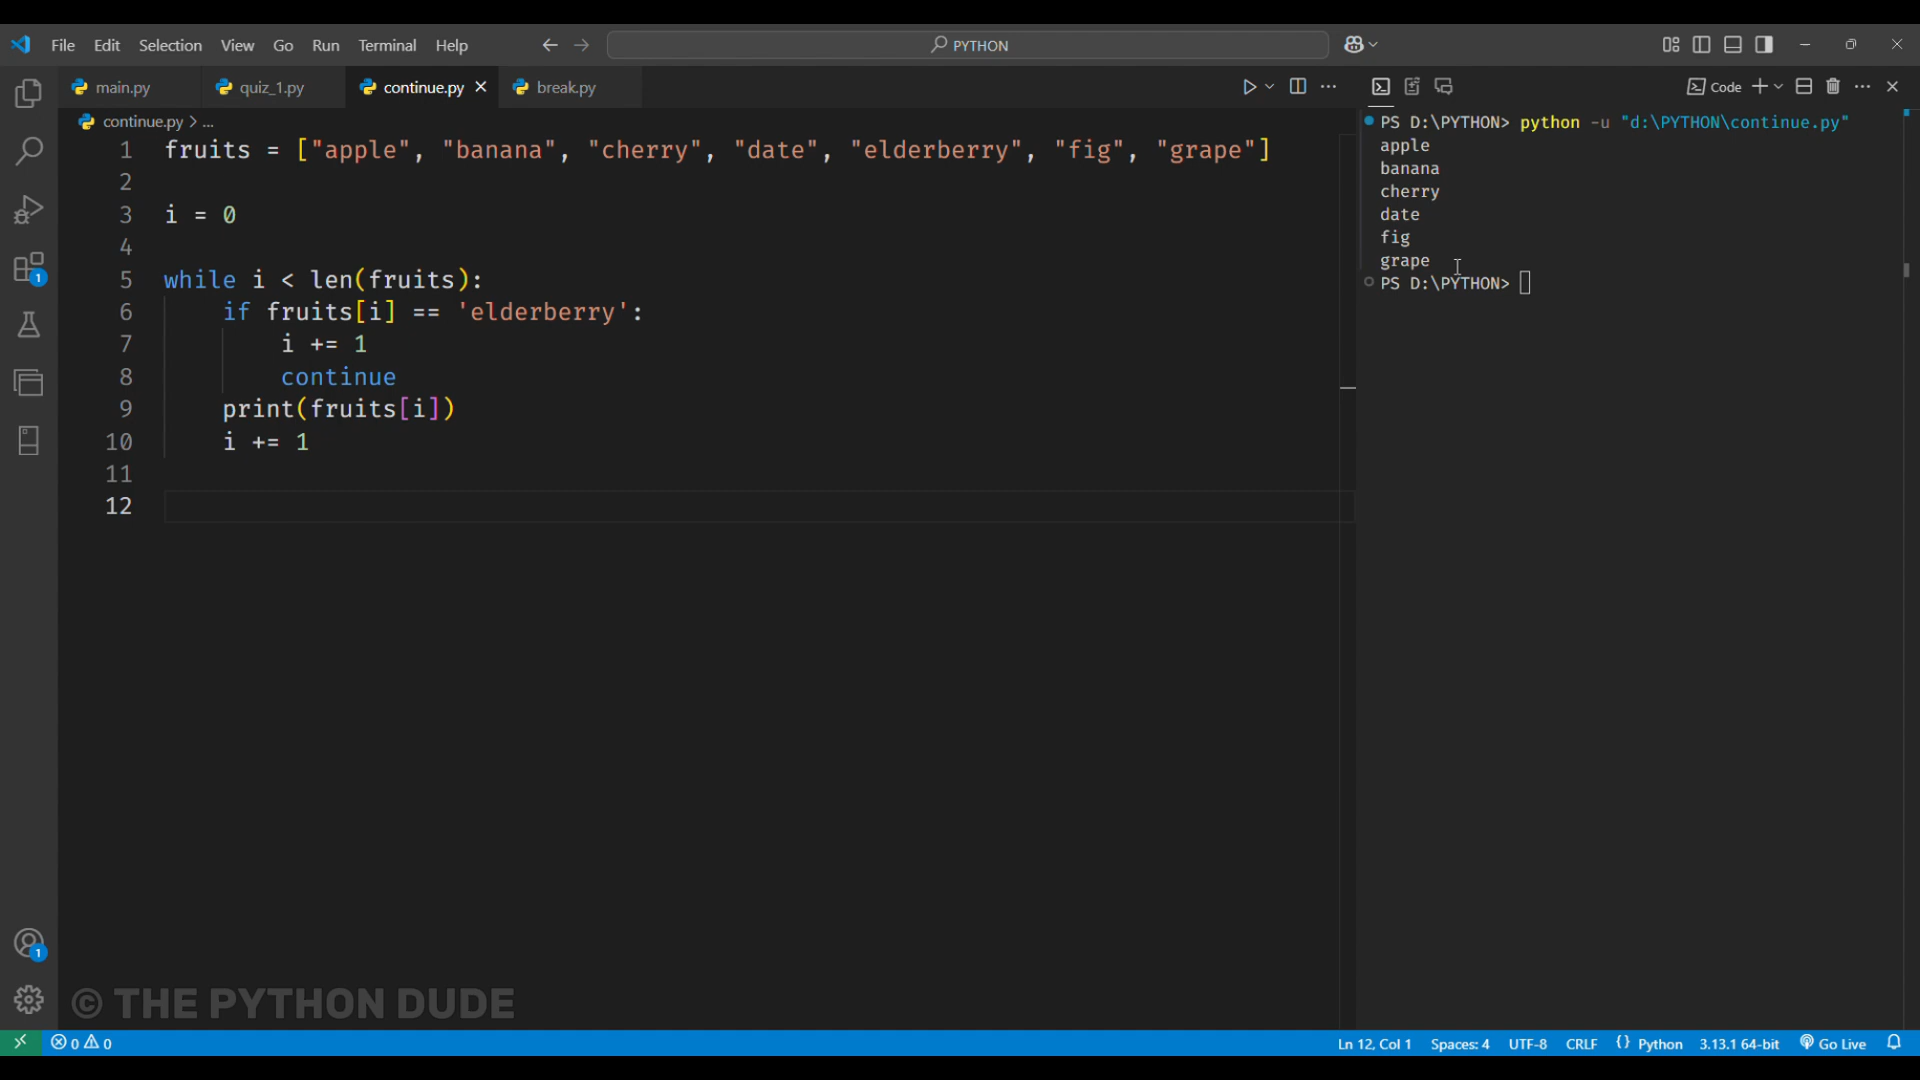 File Edit Selection View Go Run Terminal Help PYTHON
main.py quiz_1.py continue.py break.py Code
continue.py > ...
1 fruits = ["apple", "banana", "cherry", "date", "elderberry", "fig", "grape"]
2
3 i = 0
4
5 while i < len(fruits):
6 if fruits[i] == 'elderberry':
7 i += 1
8 continue
9 print(fruits[i])
10 i += 1
11
12
PS D:\PYTHON> python -u "d:\PYTHON\continue.py"
apple
banana
cherry
date
fig
grape
PS D:\PYTHON>
1
1
© THE PYTHON DUDE
0 0 Ln 12, Col 1 Spaces: 4 UTF-8 CRLF {} Python 3.13.1 64-bit Go Live